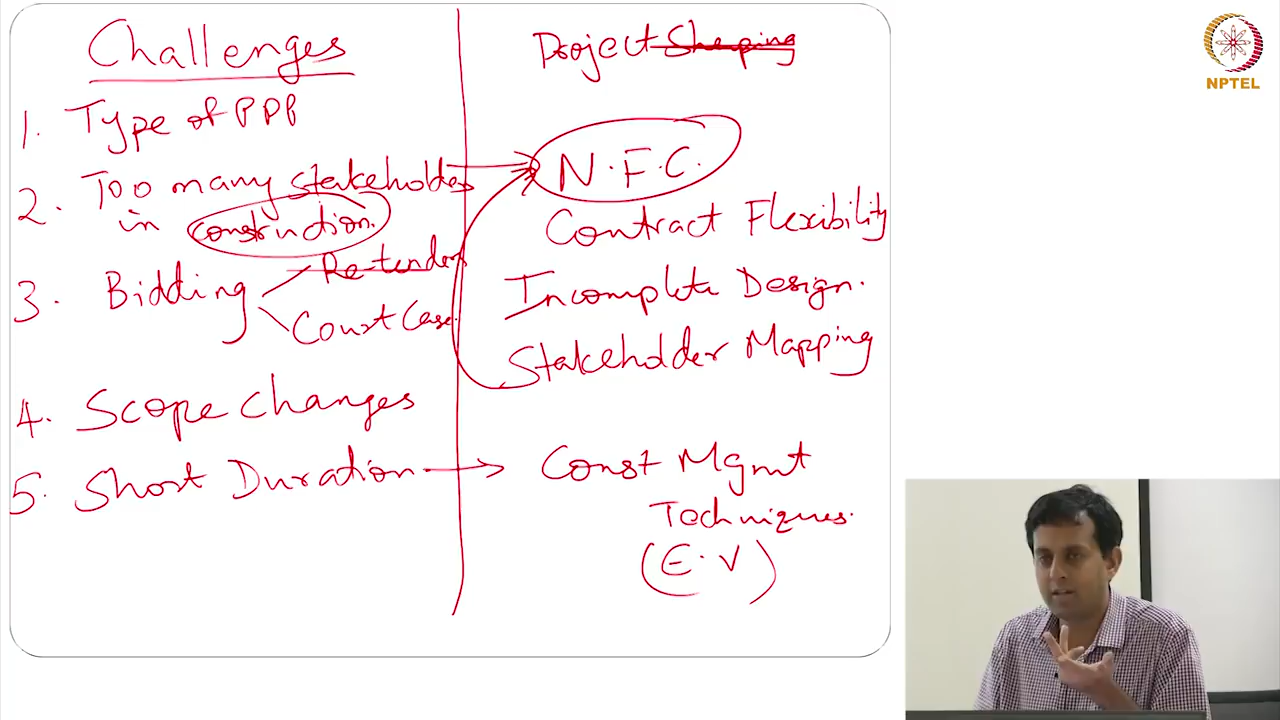 Challenges
1. Type of PPP
2. Too many stakeholders
in construction.
3. Bidding
Re-tender
Court Case.
4. Scope Changes
5. Short Duration
Project Shaping
N.F.C.
Contract Flexibility
Incomplete Design.
Stakeholder Mapping
Const Mgmt
Techniques.
(E.V)
NPTEL